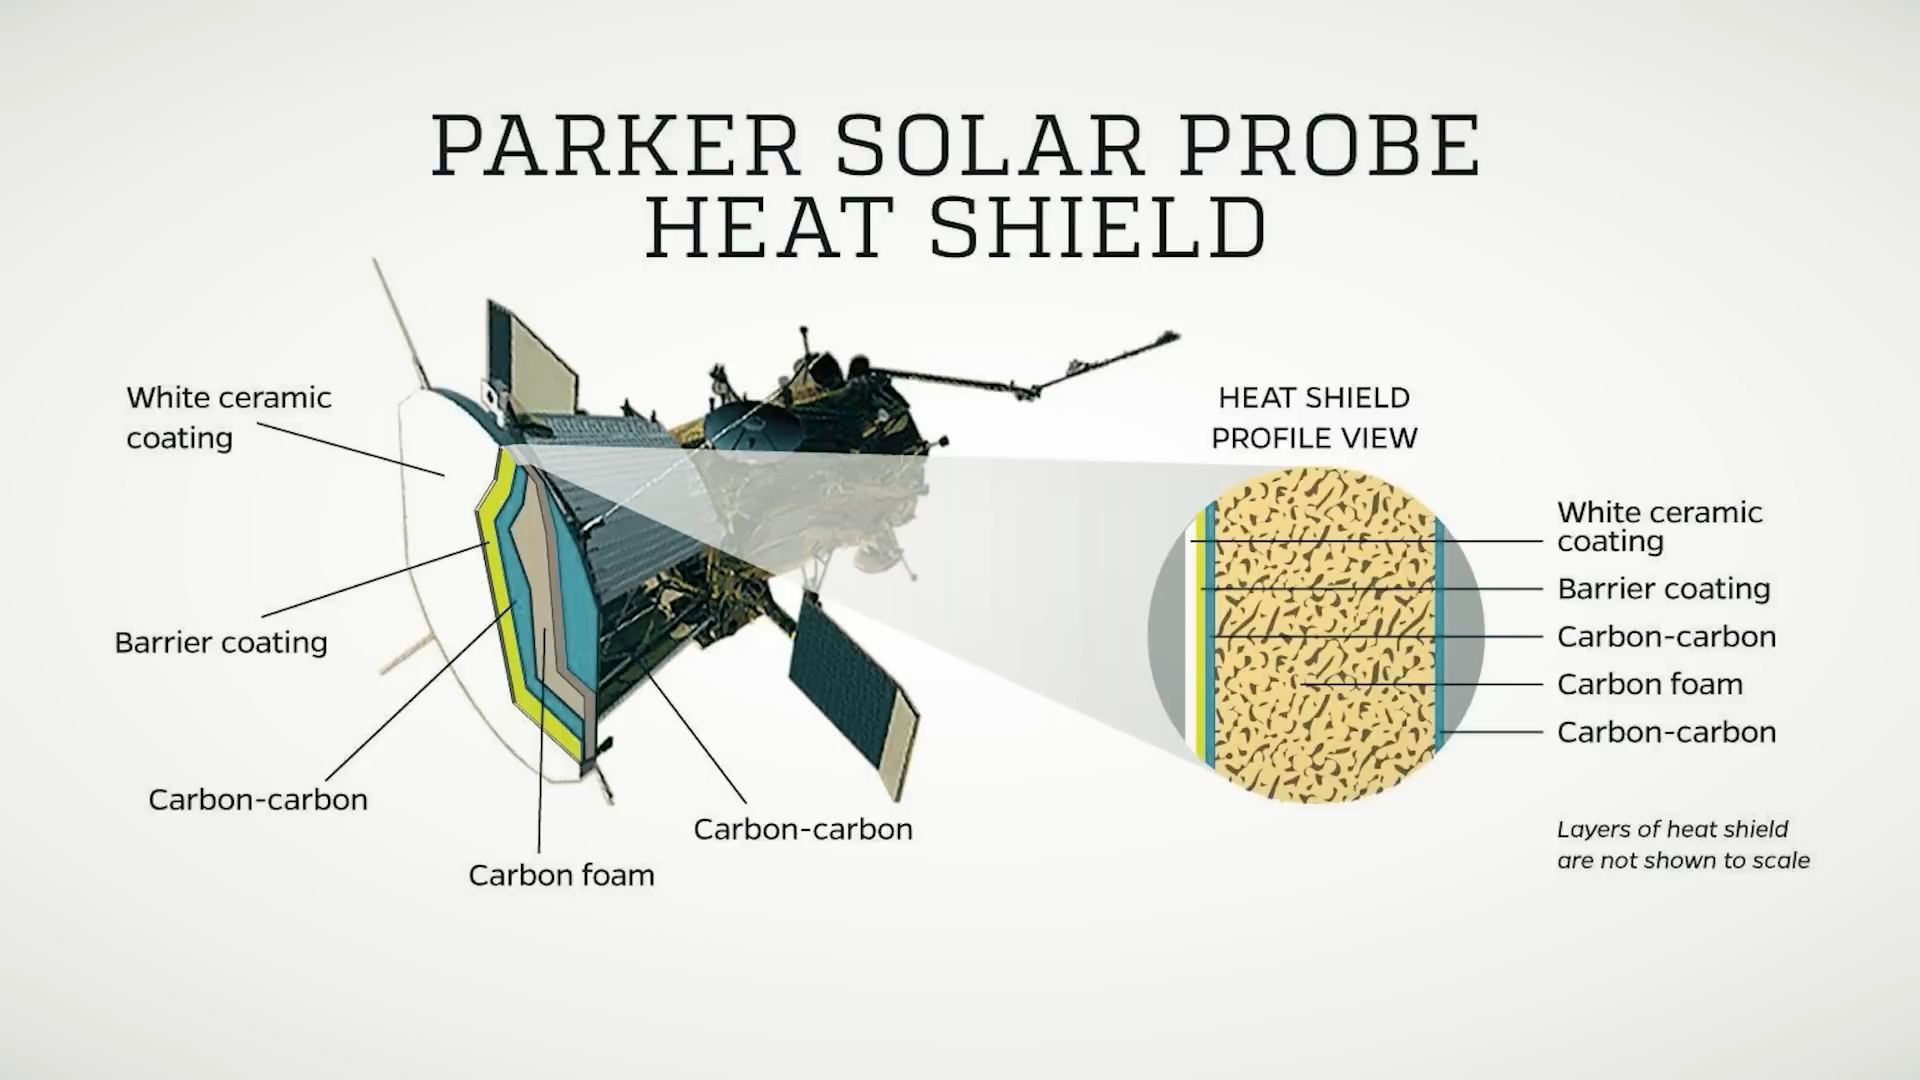 PARKER SOLAR PROBE
HEAT SHIELD
White ceramic
coating
Barrier coating
Carbon-carbon
Carbon foam
Carbon-carbon
HEAT SHIELD
PROFILE VIEW
White ceramic
coating
Barrier coating
Carbon-carbon
Carbon foam
Carbon-carbon
Layers of heat shield
are not shown to scale